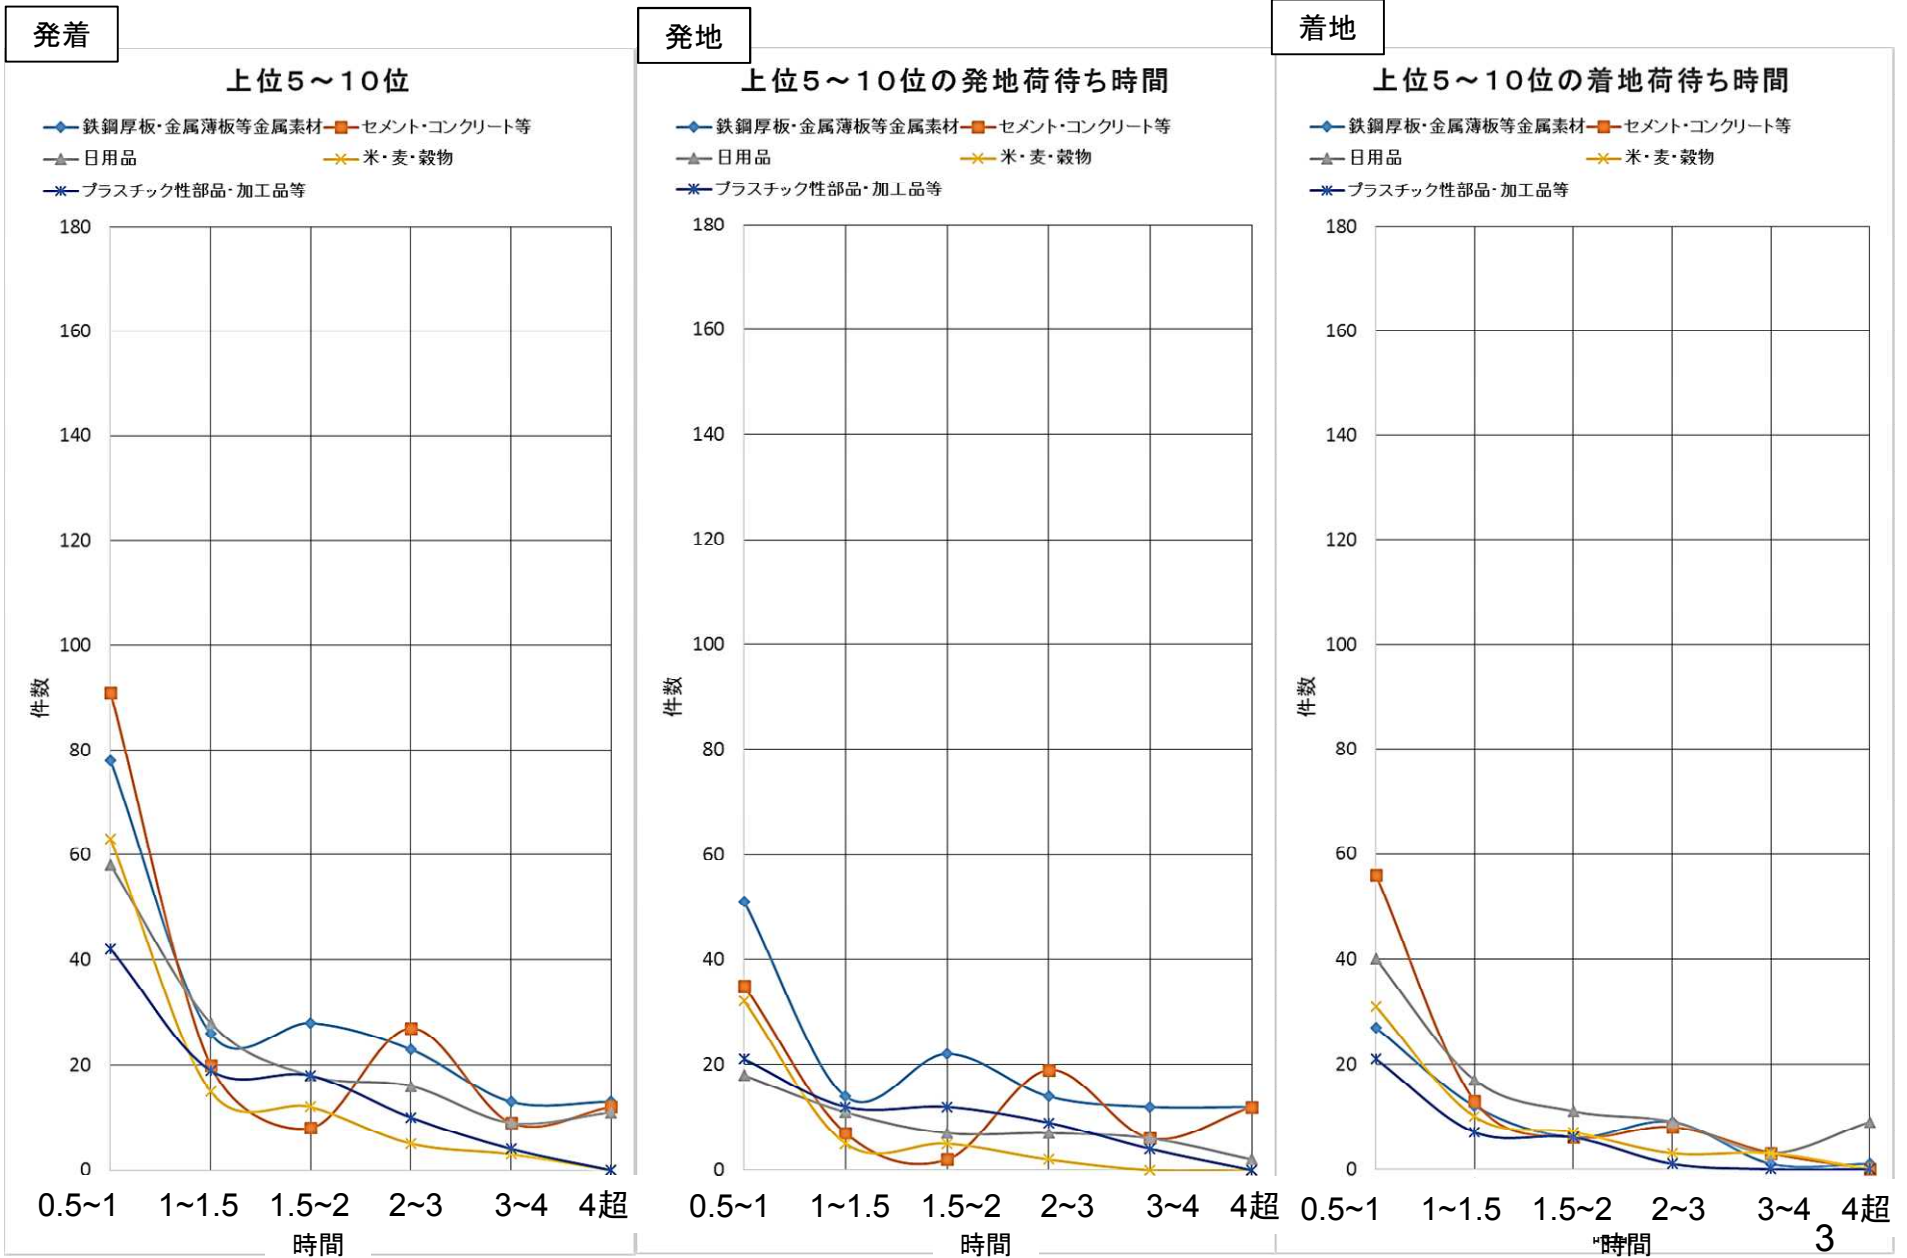 発着
上位5～10位
鉄鋼厚板・金属薄板等金属素材
セメント・コンクリート等
日用品
米・麦・穀物
プラスチック性部品・加工品等
180
160
140
120
100
80
60
40
20
0
件数
0.5~1 1~1.5 1.5~2 2~3 3~4 4超
時間
発地
上位5～10位の発地荷待ち時間
鉄鋼厚板・金属薄板等金属素材
セメント・コンクリート等
日用品
米・麦・穀物
プラスチック性部品・加工品等
180
160
140
120
100
80
60
40
20
0
件数
0.5~1 1~1.5 1.5~2 2~3 3~4 4超
時間
着地
上位5～10位の着地荷待ち時間
鉄鋼厚板・金属薄板等金属素材
セメント・コンクリート等
日用品
米・麦・穀物
プラスチック性部品・加工品等
180
160
140
120
100
80
60
40
20
0
件数
0.5~1 1~1.5 1.5~2 2~3 3~4 4超
時間
3